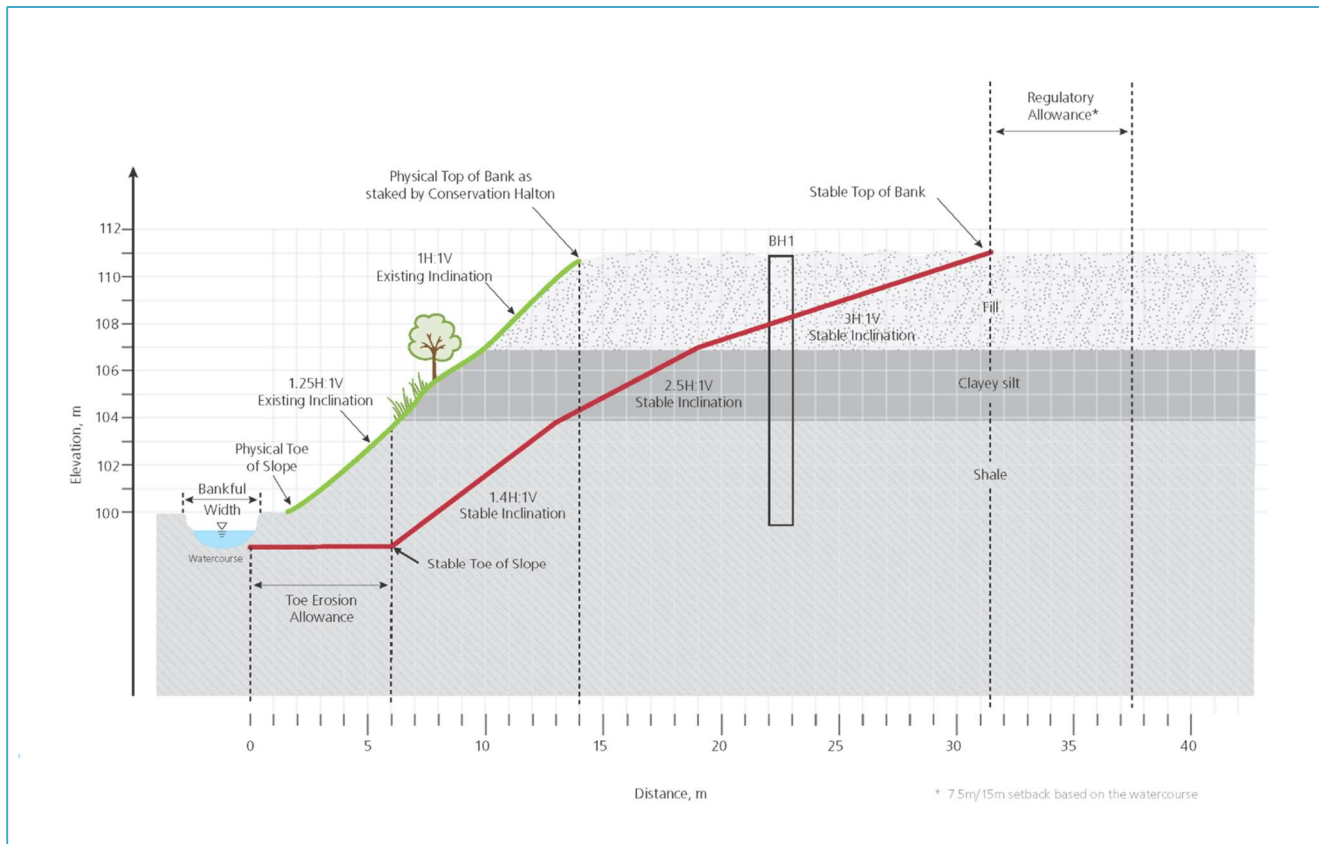 Regulatory
Allowance*
Physical Top of Bank as
staked by Conservation Halton
Stable Top of Bank
112
110
108
106
104
102
100
Elevation, m
BH1
1H:1V
Existing Inclination
Fill
3H:1V
Stable Inclination
1.25H:1V
Existing Inclination
2.5H:1V
Stable Inclination
Clayey silt
Physical Toe
of Slope
Shale
Bankful
Width
1.4H:1V
Stable Inclination
Watercourse
Stable Toe of Slope
Toe Erosion
Allowance
0
5
10
15
20
25
30
35
40
Distance, m
* 7 5m/15m setback based on the watercourse